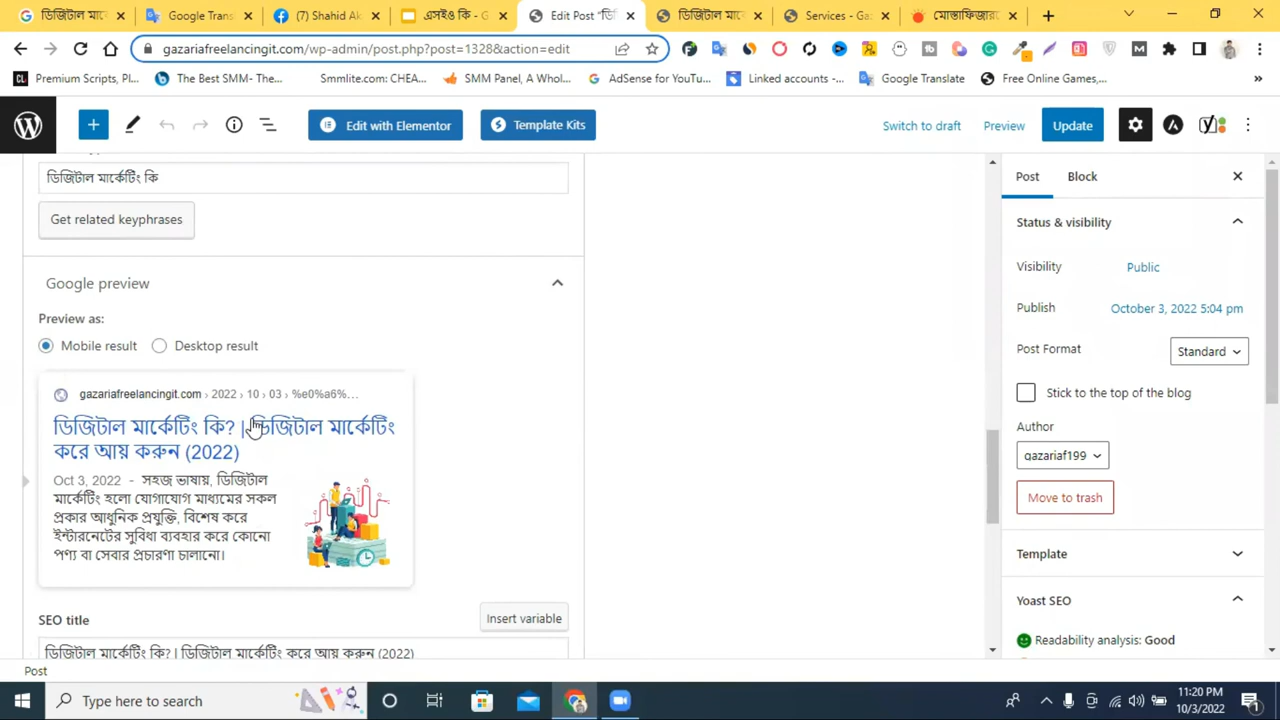 ডিজিটাল মাে
Google Trans
(7) Shahid Ak
এসইও কি - G
Edit Post "ডি
ডিজিটাল মাে
Services - Gaz
মোস্তাফিজার
gazariafreelancingit.com/wp-admin/post.php?post=1328&action=edit
Premium Scripts, Pl...
The Best SMM- The...
Smmlite.com: CHEA...
SMM Panel, A Whol...
AdSense for YouTu...
Linked accounts -...
Google Translate
Free Online Games,...
»
Edit with Elementor
Template Kits
Switch to draft
Preview
Update
ডিজিটাল মার্কেটিং কি
Get related keyphrases
Google preview
Preview as:
Mobile result
Desktop result
gazariafreelancingit.com › 2022 › 10 › 03 › %e0%a6%...
ডিজিটাল মার্কেটিং কি? | ডিজিটাল মার্কেটিং
করে আয় করুন (2022)
Oct 3, 2022 - সহজ ভাষায়, ডিজিটাল
মার্কেটিং হলো যোগাযোগ মাধ্যমের সকল
প্রকার আধুনিক প্রযুক্তি, বিশেষ করে
ইন্টারনেটের সুবিধা ব্যবহার করে কোনো
পণ্য বা সেবার প্রচারণা চালানো।
SEO title
Insert variable
ডিজিটাল মার্কেটিং কি? | ডিজিটাল মার্কেটিং করে আয় করুন (2022)
Post
Block
Status & visibility
Visibility
Public
Publish
October 3, 2022 5:04 pm
Post Format
Standard
Stick to the top of the blog
Author
gazariaf199
Move to trash
Template
Yoast SEO
Readability analysis: Good
Post
Type here to search
11:20 PM
10/3/2022